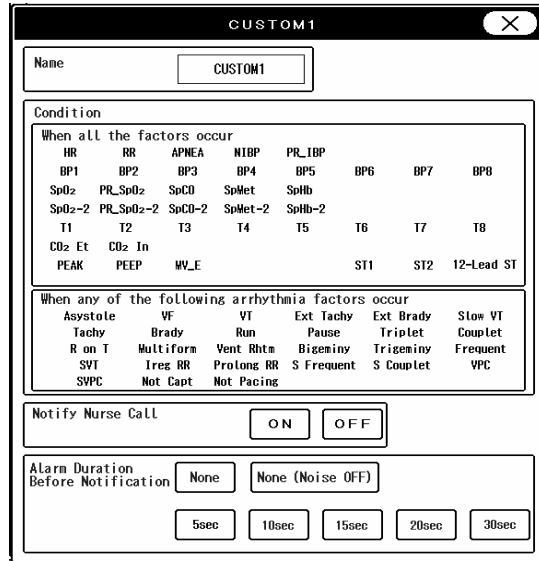 CUSTOM1
Name CUSTOM1
Condition
When all the factors occur
HR RR APNEA NIBP PR_IBP
BP1 BP2 BP3 BP4 BP5 BP6 BP7 BP8
SpO₂ PR_SpO₂ SpCO SpMet SpHb
SpO₂-2 PR_SpO₂-2 SpCO-2 SpMet-2 SpHb-2
T1 T2 T3 T4 T5 T6 T7 T8
CO₂ Et CO₂ In
PEAK PEEP MV_E ST1 ST2 12-Lead ST
When any of the following arrhythmia factors occur
Asystole VF VT Ext Tachy Ext Brady Slow VT
Tachy Brady Run Pause Triplet Couplet
R on T Multiform Vent Rhtm Bigeminy Trigeminy Frequent
SVT Ireg RR Prolong RR S Frequent S Couplet VPC
SVPC Not Capt Not Pacing
Notify Nurse Call ON OFF
Alarm Duration
Before Notification None None (Noise OFF)
5sec 10sec 15sec 20sec 30sec